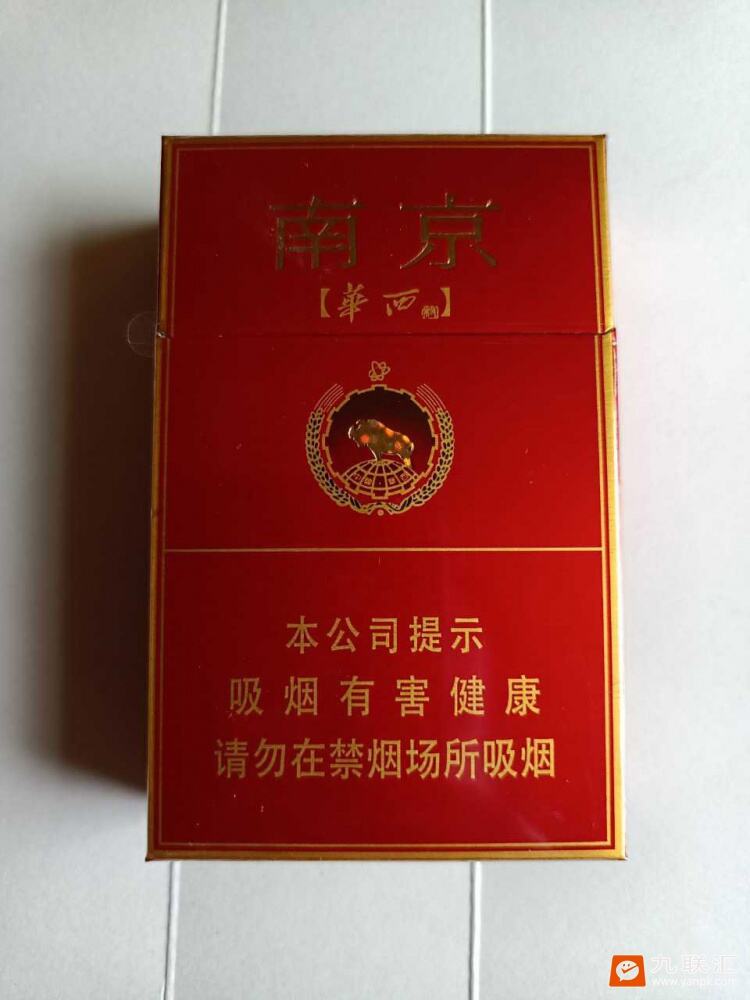 南京
【華西】
本公司提示
吸烟有害健康
请勿在禁烟场所吸烟
九联汇
www.yanpk.com